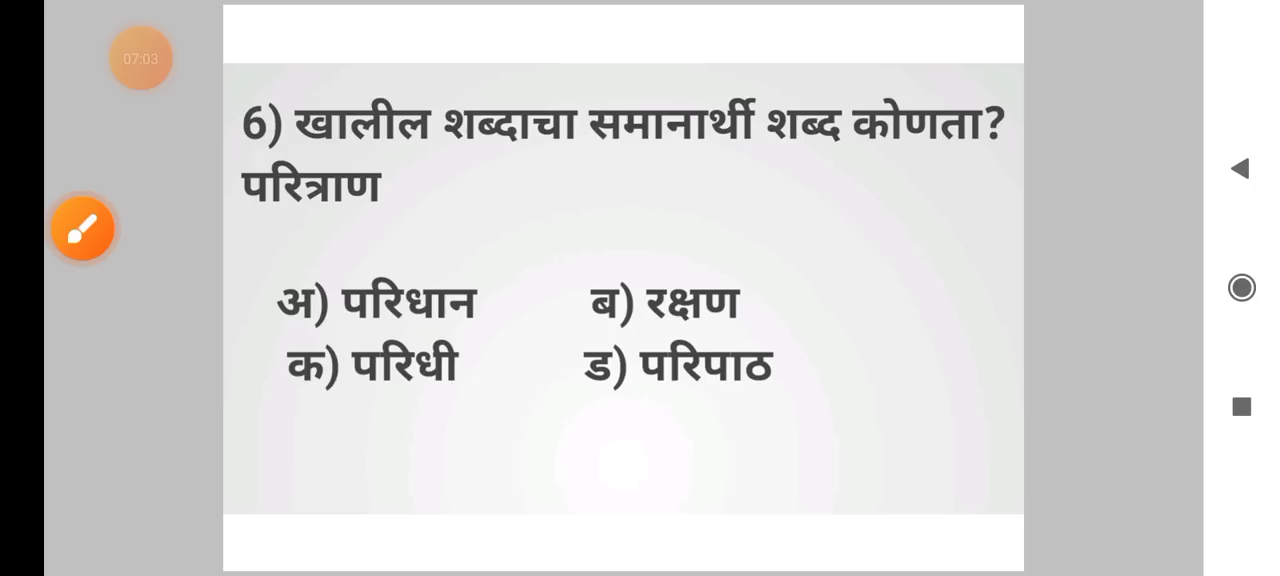 07:03
6) खालील शब्दाचा समानार्थी शब्द कोणता?
परित्राण
अ) परिधान ब) रक्षण
क) परिधी ड) परिपाठ